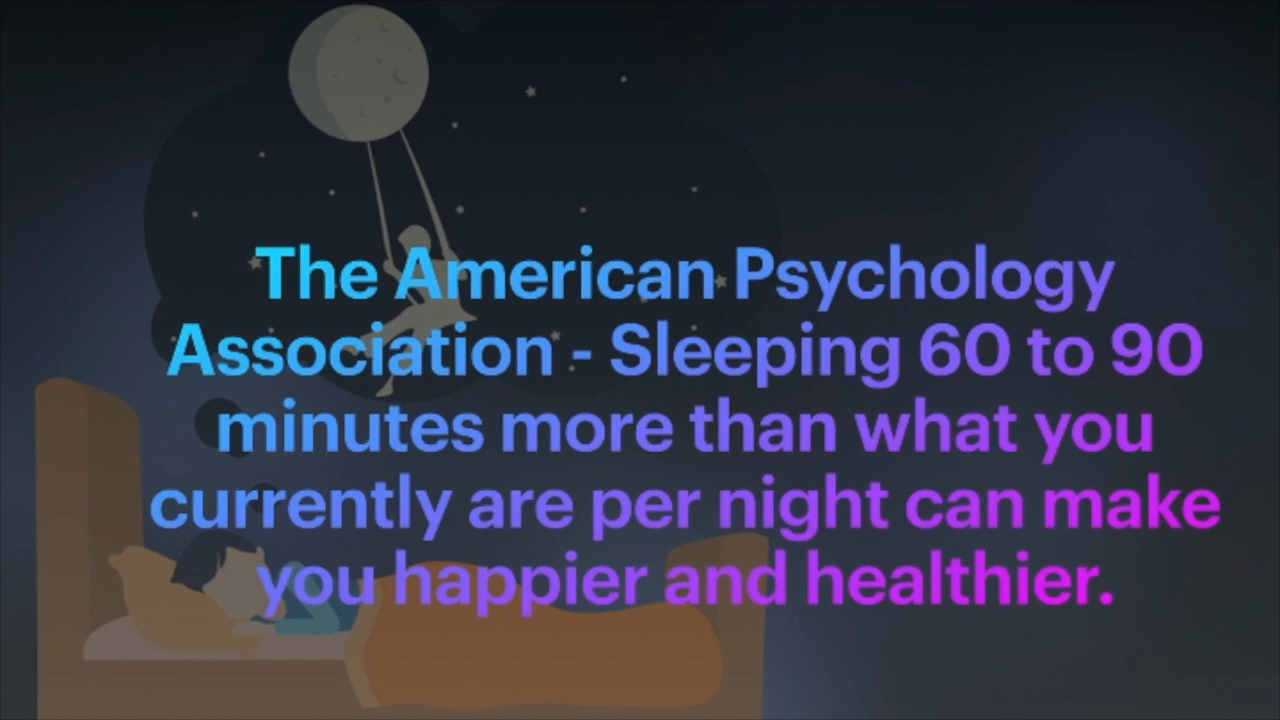 The American Psychology
Association - Sleeping 60 to 90
minutes more than what you
currently are per night can make
you happier and healthier.